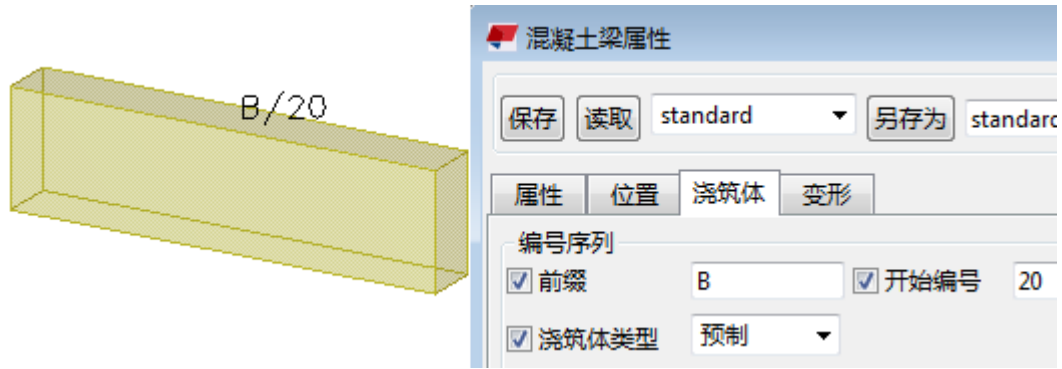 B/20
混凝土梁属性
保存 读取 standard 另存为 standard
属性 位置 浇筑体 变形
编号序列
前缀 B 开始编号 20
浇筑体类型 预制